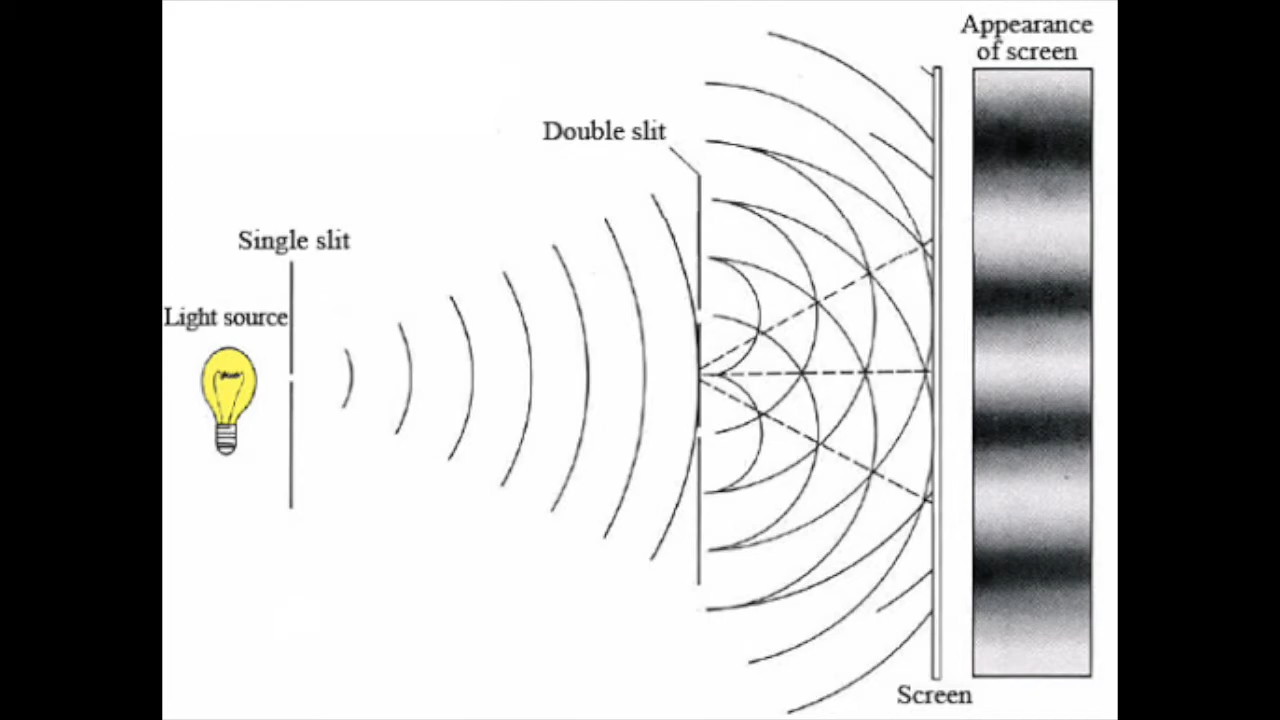 Appearance
of screen
Double slit
Single slit
Light source
Screen